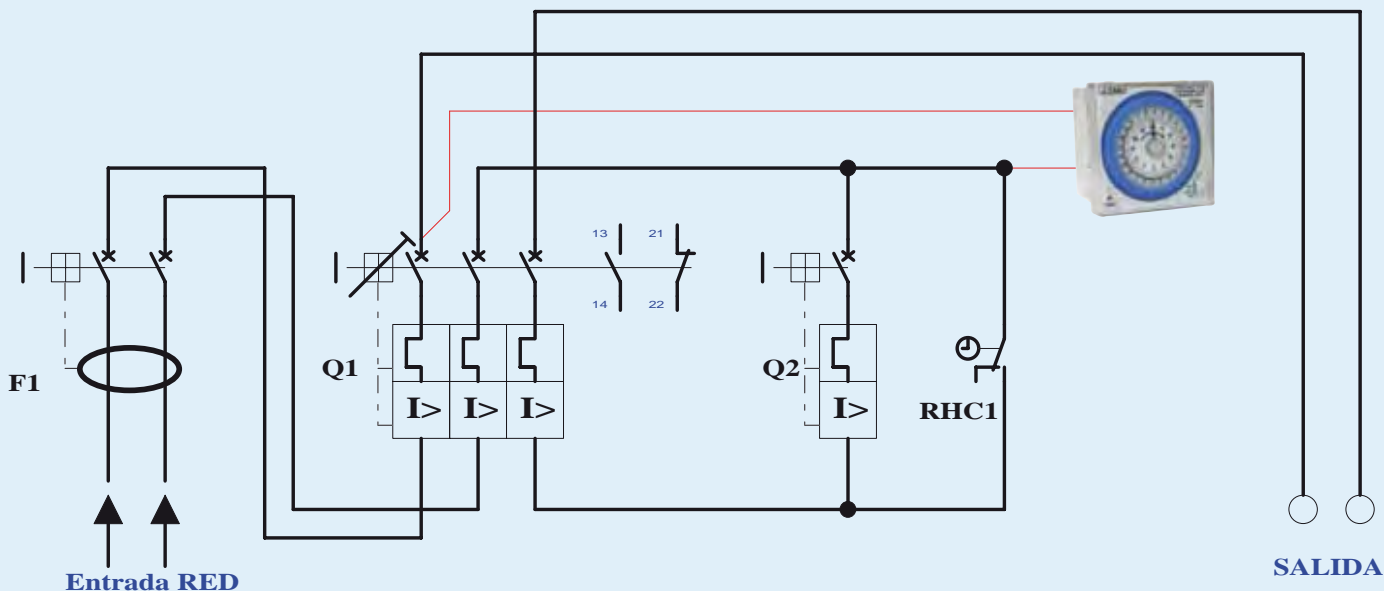 13
21
14
22
F1
Q1
I>
I>
I>
Q2
I>
RHC1
Entrada RED
SALIDA